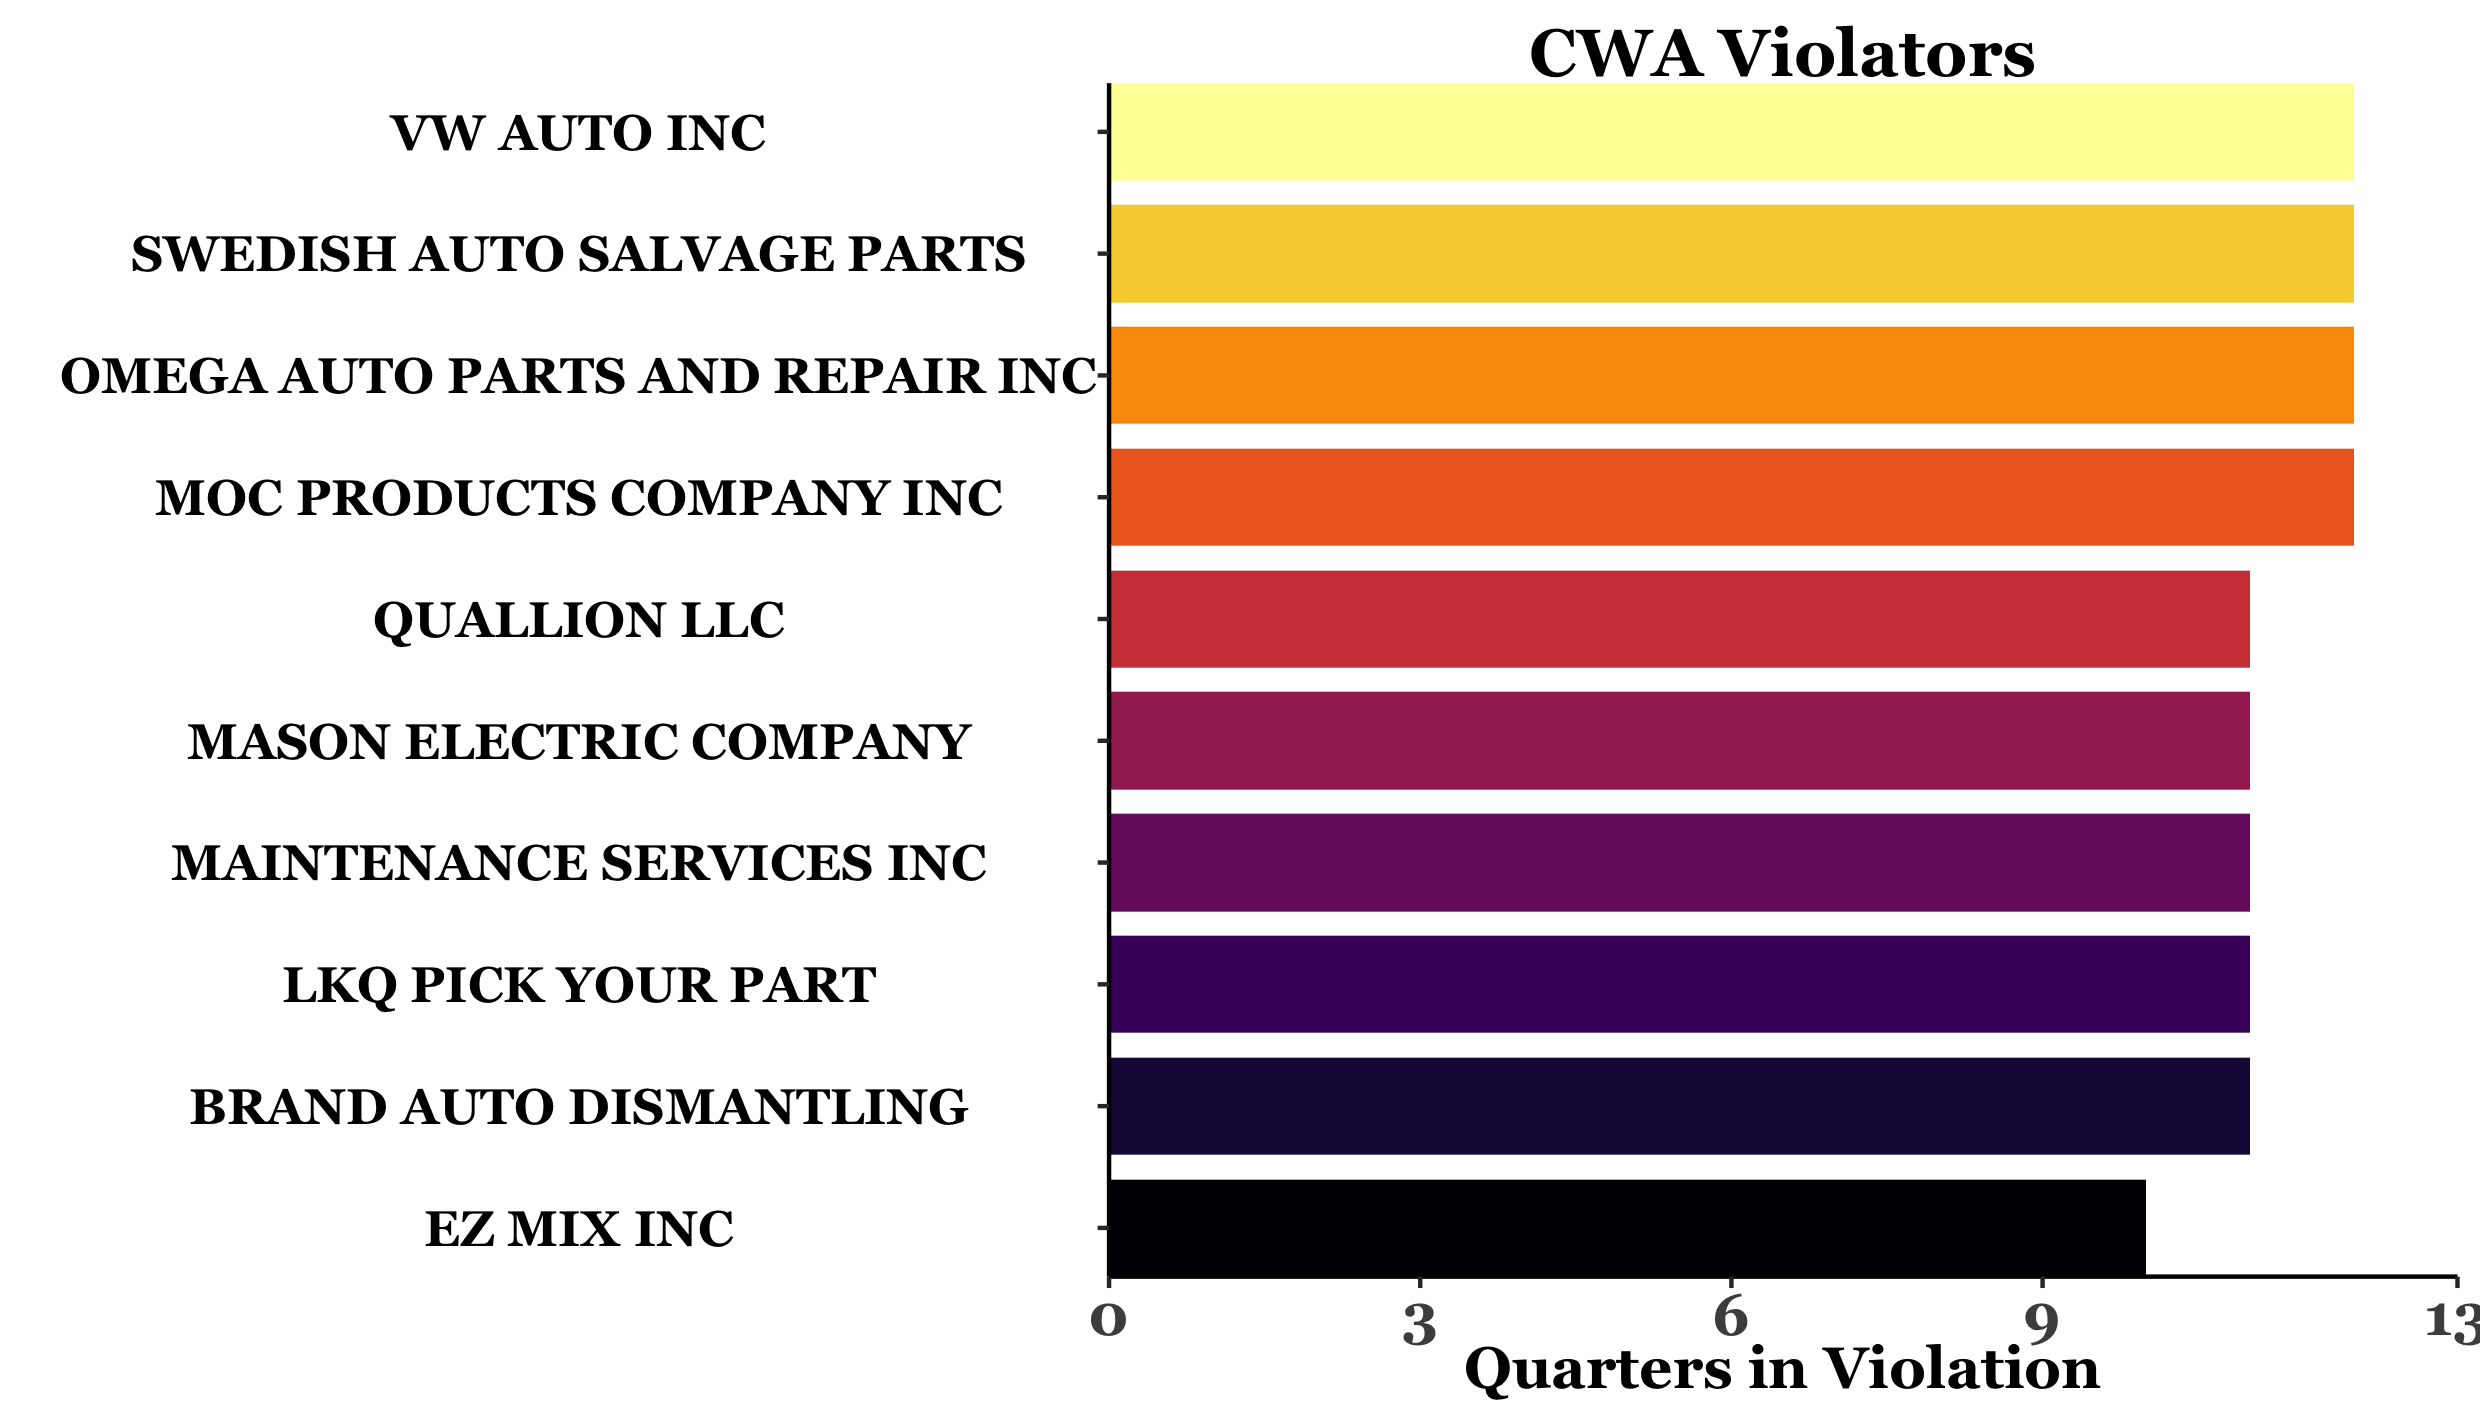 CWA Violators
VW AUTO INC
SWEDISH AUTO SALVAGE PARTS
OMEGA AUTO PARTS AND REPAIR INC
MOC PRODUCTS COMPANY INC
QUALLION LLC
MASON ELECTRIC COMPANY
MAINTENANCE SERVICES INC
LKQ PICK YOUR PART
BRAND AUTO DISMANTLING
EZ MIX INC
0 3 6 9 13
Quarters in Violation